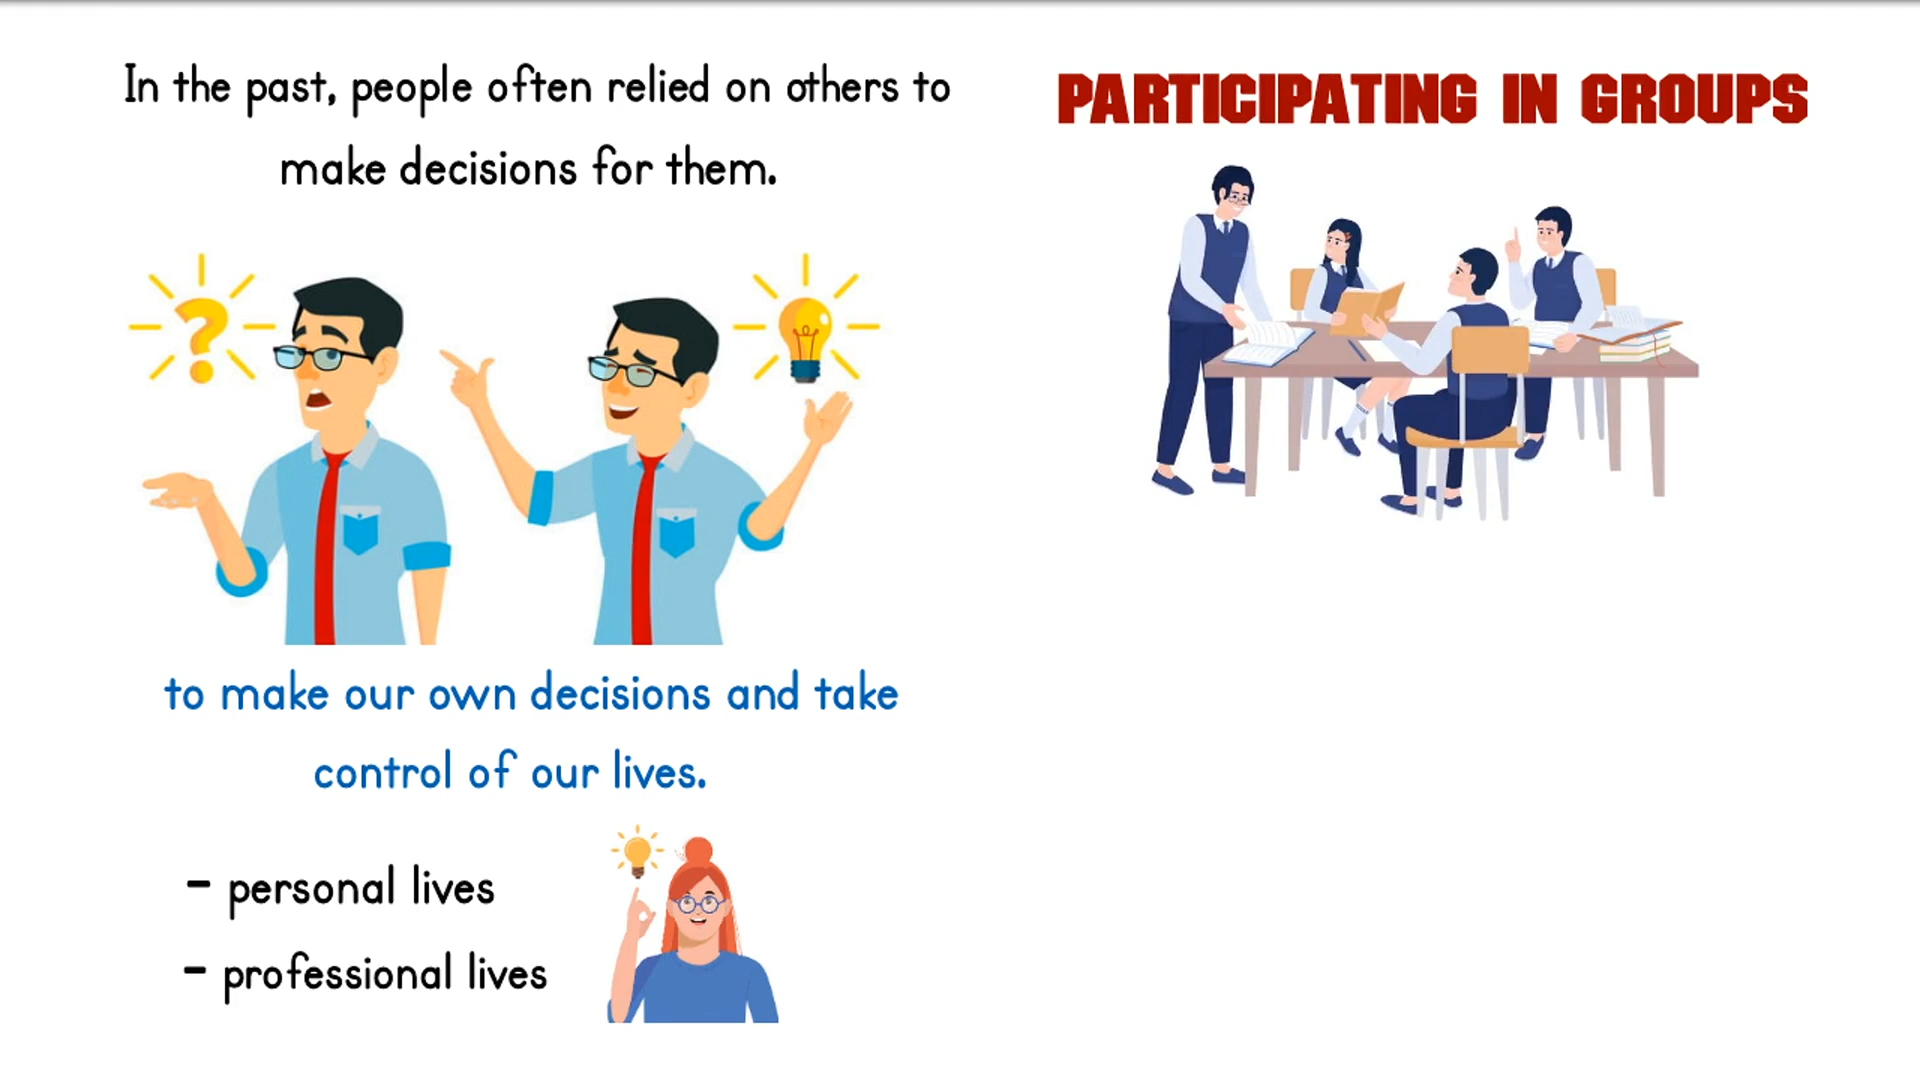 In the past, people often relied on others to
make decisions for them.
to make our own decisions and take
control of our lives.
- personal lives
- professional lives
PARTICIPATING IN GROUPS